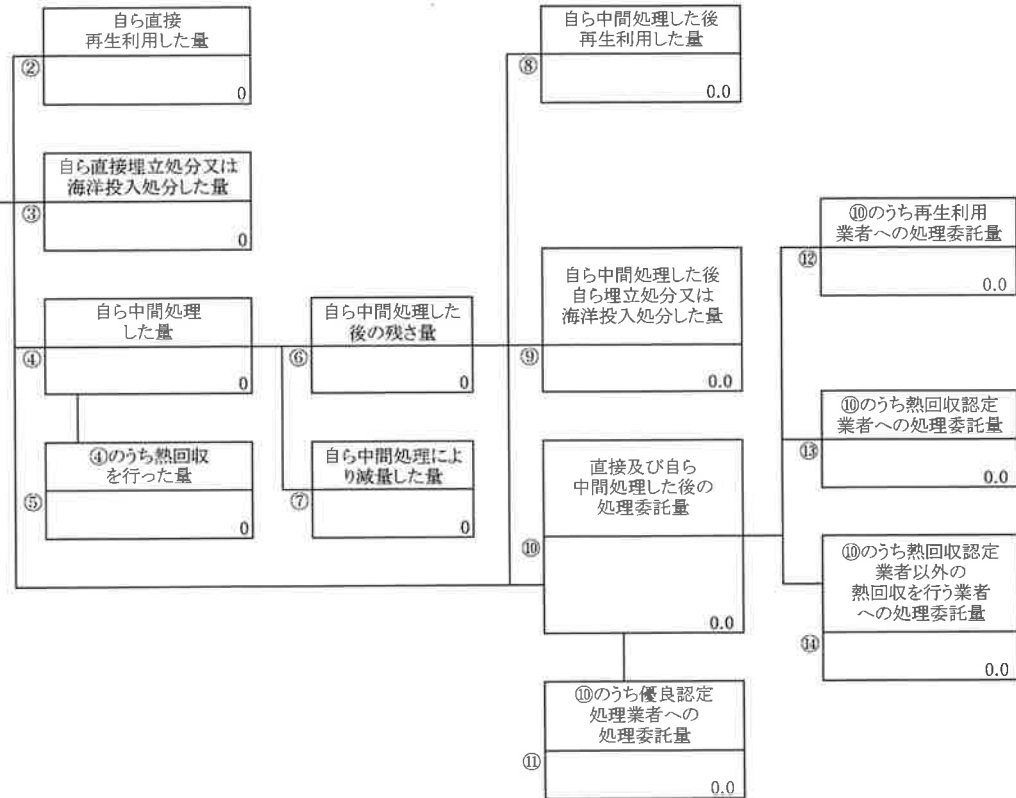 自ら直接
再生利用した量
②
0
自ら直接埋立処分又は
海洋投入処分した量
③
0
自ら中間処理
した量
④
0
④のうち熱回収
を行った量
⑤
0
自ら中間処理した
後の残さ量
⑥
0
自ら中間処理によ
り減量した量
⑦
0
自ら中間処理した後
再生利用した量
⑧
0.0
自ら中間処理した後
自ら埋立処分又は
海洋投入処分した量
⑨
0.0
直接及び自ら
中間処理した後の
処理委託量
⑩
0.0
⑩のうち優良認定
処理業者への
処理委託量
⑪
0.0
⑩のうち再生利用
業者への処理委託量
⑫
0.0
⑩のうち熱回収認定
業者への処理委託量
⑬
0.0
⑩のうち熱回収認定
業者以外の
熱回収を行う業者
への処理委託量
⑭
0.0